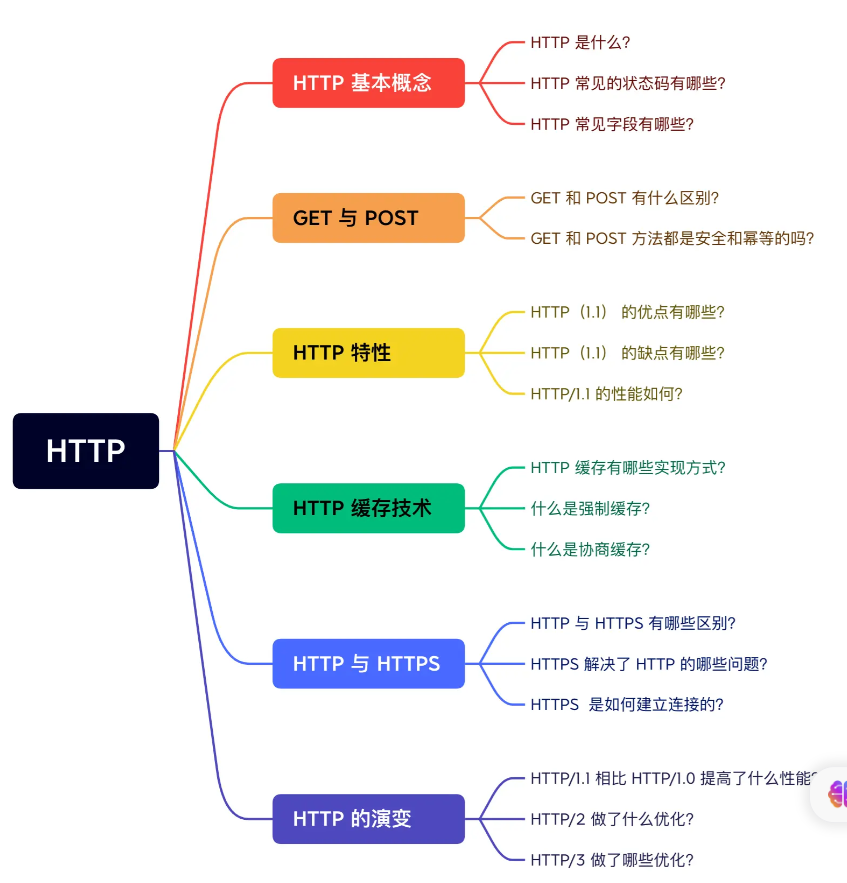 HTTP
HTTP 基本概念
HTTP 是什么?
HTTP 常见的状态码有哪些?
HTTP 常见字段有哪些?
GET 与 POST
GET 和 POST 有什么区别?
GET 和 POST 方法都是安全和幂等的吗?
HTTP 特性
HTTP（1.1） 的优点有哪些?
HTTP（1.1） 的缺点有哪些?
HTTP/1.1 的性能如何?
HTTP 缓存技术
HTTP 缓存有哪些实现方式?
什么是强制缓存?
什么是协商缓存?
HTTP 与 HTTPS
HTTP 与 HTTPS 有哪些区别?
HTTPS 解决了 HTTP 的哪些问题?
HTTPS  是如何建立连接的?
HTTP 的演变
HTTP/1.1 相比 HTTP/1.0 提高了什么性能?
HTTP/2 做了什么优化?
HTTP/3 做了哪些优化?